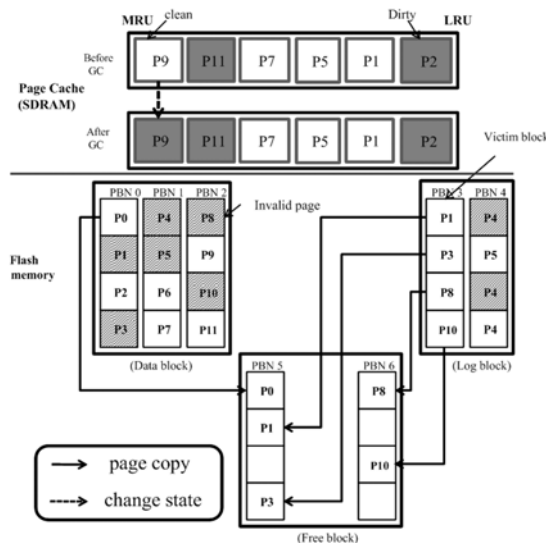 MRU clean Dirty LRU
Before GC P9 P11 P7 P5 P1 P2
Page Cache (SDRAM)
After GC P9 P11 P7 P5 P1 P2
Victim block
PBN 0 PBN 1 PBN 2 PBN 3 PBN 4
Invalid page
P0 P4 P8 P1 P4
Flash memory
P1 P5 P9 P3 P5
P2 P6 P10 P8 P4
P3 P7 P11 P10 P4
(Data block) (Log block)
PBN 5 PBN 6
P0 P8
P1
P10
P3
(Free block)
page copy
change state